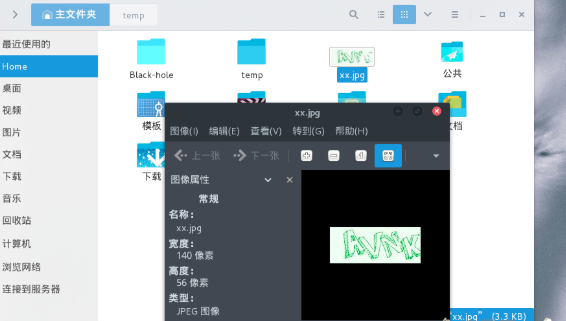 主文件夹
temp
最近使用的
Home
桌面
视频
图片
文档
下载
音乐
回收站
计算机
浏览网络
连接到服务器
Black-hole
temp
xx.jpg
公共
模板
文档
下载
xx.jpg
图像(I) 编辑(E) 查看(V) 转到(G) 帮助(H)
上一张 下一张
图像属性
常规
名称：
xx.jpg
宽度：
140 像素
高度：
56 像素
类型：
JPEG 图像
"xx.jpg" (3.3 KB)